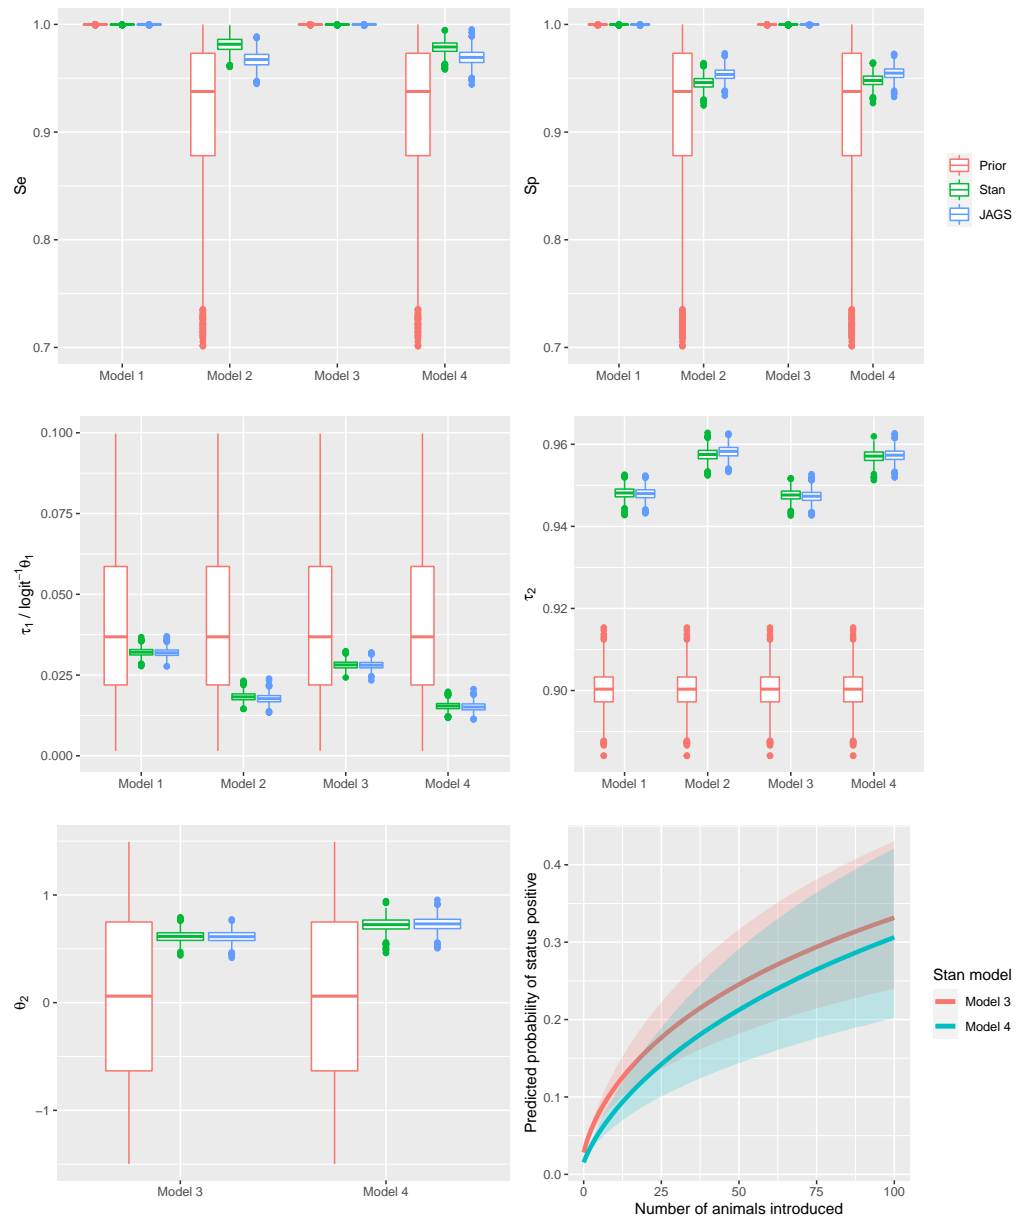 1.0
0.9
0.8
0.7
Se
Model 1 Model 2 Model 3 Model 4
1.0
0.9
0.8
0.7
Sp
Model 1 Model 2 Model 3 Model 4
Prior
Stan
JAGS
0.100
0.075
0.050
0.025
0.000
τ₁ / logit⁻¹θ₁
Model 1 Model 2 Model 3 Model 4
0.96
0.94
0.92
0.90
τ₂
Model 1 Model 2 Model 3 Model 4
1
0
−1
θ₂
Model 3 Model 4
0.4
0.3
0.2
0.1
0.0
Predicted probability of status positive
0 25 50 75 100
Number of animals introduced
Stan model
Model 3
Model 4